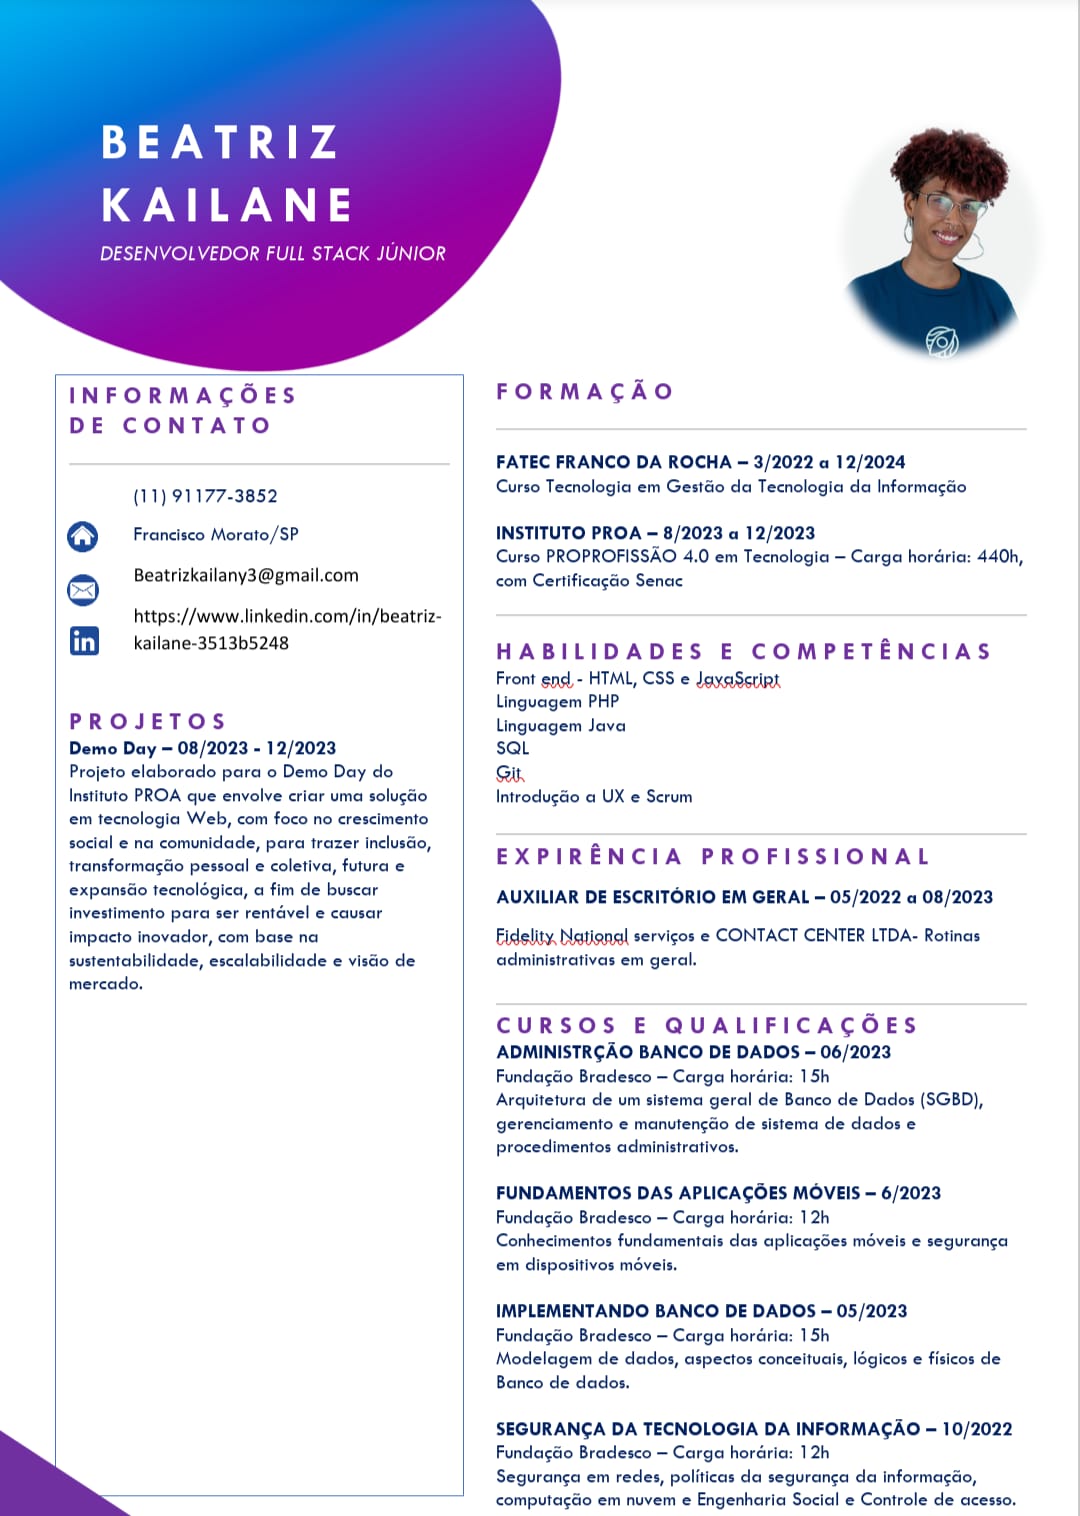 BEATRIZ
KAILANE
DESENVOLVEDOR FULL STACK JÚNIOR
INFORMAÇÕES
DE CONTATO
(11) 91177-3852
Francisco Morato/SP
Beatrizkailany3@gmail.com
in
https://www.linkedin.com/in/beatriz-
kailane-3513b5248
PROJETOS
Demo Day – 08/2023 - 12/2023
Projeto elaborado para o Demo Day do
Instituto PROA que envolve criar uma solução
em tecnologia Web, com foco no crescimento
social e na comunidade, para trazer inclusão,
transformação pessoal e coletiva, futura e
expansão tecnológica, a fim de buscar
investimento para ser rentável e causar
impacto inovador, com base na
sustentabilidade, escalabilidade e visão de
mercado.
FORMAÇÃO
FATEC FRANCO DA ROCHA – 3/2022 a 12/2024
Curso Tecnologia em Gestão da Tecnologia da Informação
INSTITUTO PROA – 8/2023 a 12/2023
Curso PROPROFISSÃO 4.0 em Tecnologia – Carga horária: 440h,
com Certificação Senac
HABILIDADES E COMPETÊNCIAS
Front end - HTML, CSS e JavaScript
Linguagem PHP
Linguagem Java
SQL
Git
Introdução a UX e Scrum
EXPIRÊNCIA PROFISSIONAL
AUXILIAR DE ESCRITÓRIO EM GERAL – 05/2022 a 08/2023
Fidelity National serviços e CONTACT CENTER LTDA- Rotinas
administrativas em geral.
CURSOS E QUALIFICAÇÕES
ADMINISTRÇÃO BANCO DE DADOS – 06/2023
Fundação Bradesco – Carga horária: 15h
Arquitetura de um sistema geral de Banco de Dados (SGBD),
gerenciamento e manutenção de sistema de dados e
procedimentos administrativos.
FUNDAMENTOS DAS APLICAÇÕES MÓVEIS – 6/2023
Fundação Bradesco – Carga horária: 12h
Conhecimentos fundamentais das aplicações móveis e segurança
em dispositivos móveis.
IMPLEMENTANDO BANCO DE DADOS – 05/2023
Fundação Bradesco – Carga horária: 15h
Modelagem de dados, aspectos conceituais, lógicos e físicos de
Banco de dados.
SEGURANÇA DA TECNOLOGIA DA INFORMAÇÃO – 10/2022
Fundação Bradesco – Carga horária: 12h
Segurança em redes, políticas da segurança da informação,
computação em nuvem e Engenharia Social e Controle de acesso.